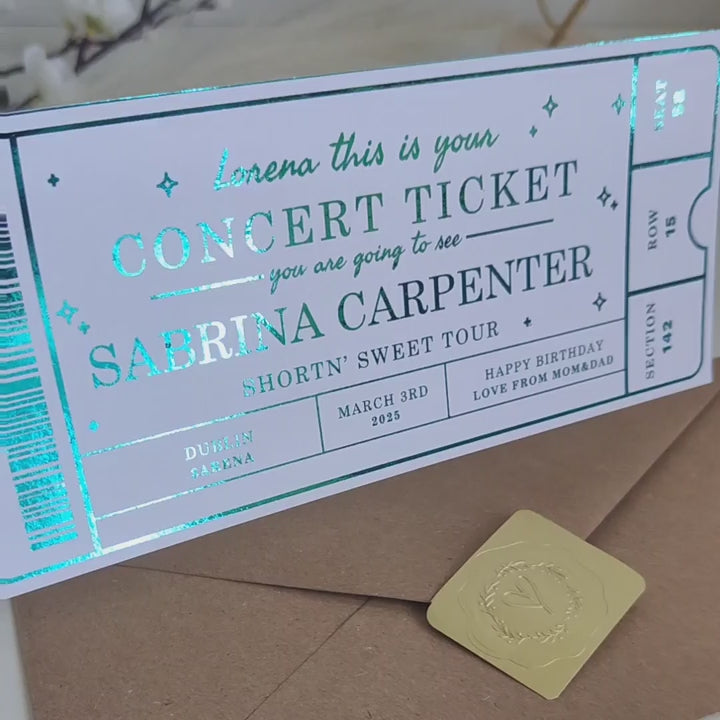 Lorena this is your
CONCERT TICKET
you are going to see
SABRINA CARPENTER
SHORTN' SWEET TOUR
DUBLIN
SARENA
MARCH 3RD
2025
HAPPY BIRTHDAY
LOVE FROM MOM&DAD
SEAT
ROW
15
SECTION
142